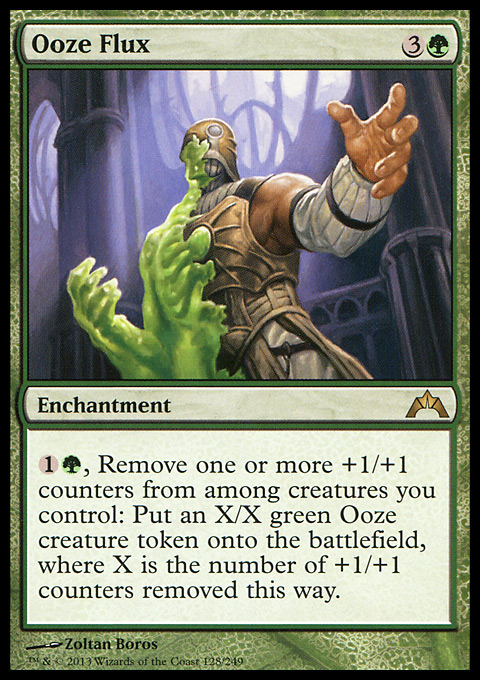 Ooze Flux 3
Enchantment
1, Remove one or more +1/+1
counters from among creatures you
control: Put an X/X green Ooze
creature token onto the battlefield,
where X is the number of +1/+1
counters removed this way.
Zoltan Boros
™ & © 2013 Wizards of the Coast 128/249